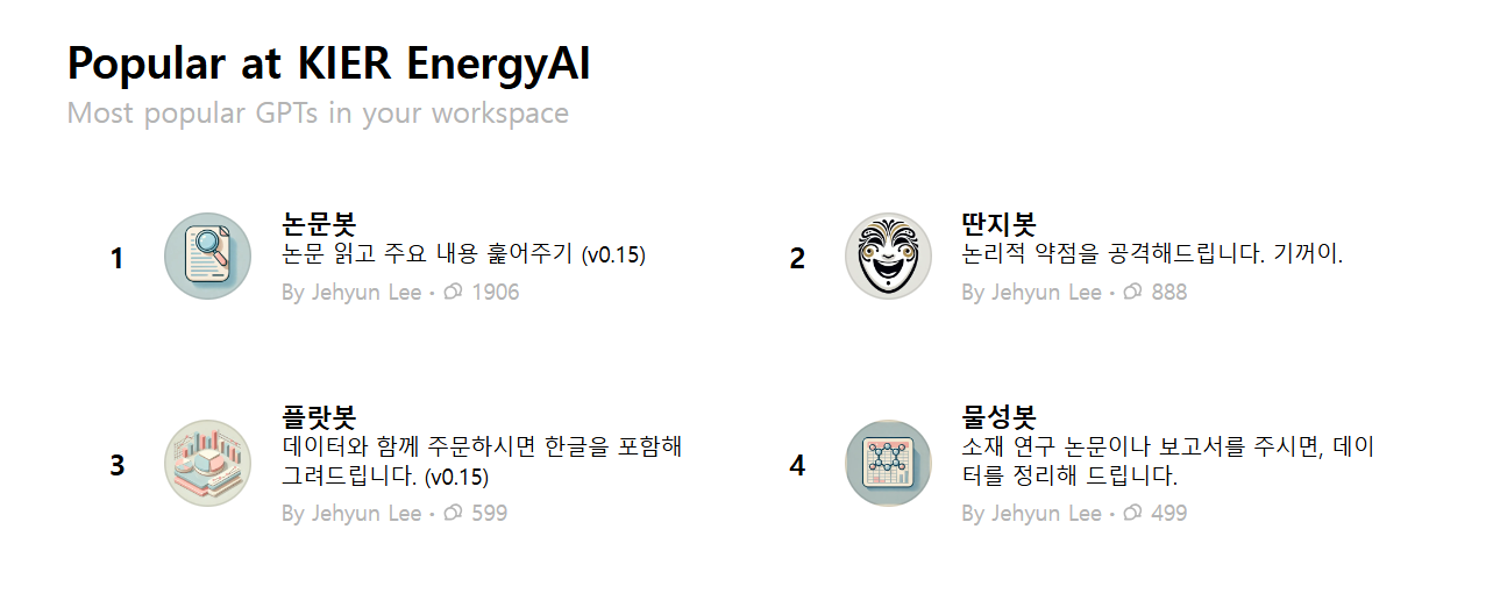 Popular at KIER EnergyAI
Most popular GPTs in your workspace
1
논문봇
논문 읽고 주요 내용 훑어주기 (v0.15)
By Jehyun Lee • 1906
2
딴지봇
논리적 약점을 공격해드립니다. 기꺼이.
By Jehyun Lee • 888
3
플랏봇
데이터와 함께 주문하시면 한글을 포함해
그려드립니다. (v0.15)
By Jehyun Lee • 599
4
물성봇
소재 연구 논문이나 보고서를 주시면, 데이
터를 정리해 드립니다.
By Jehyun Lee • 499